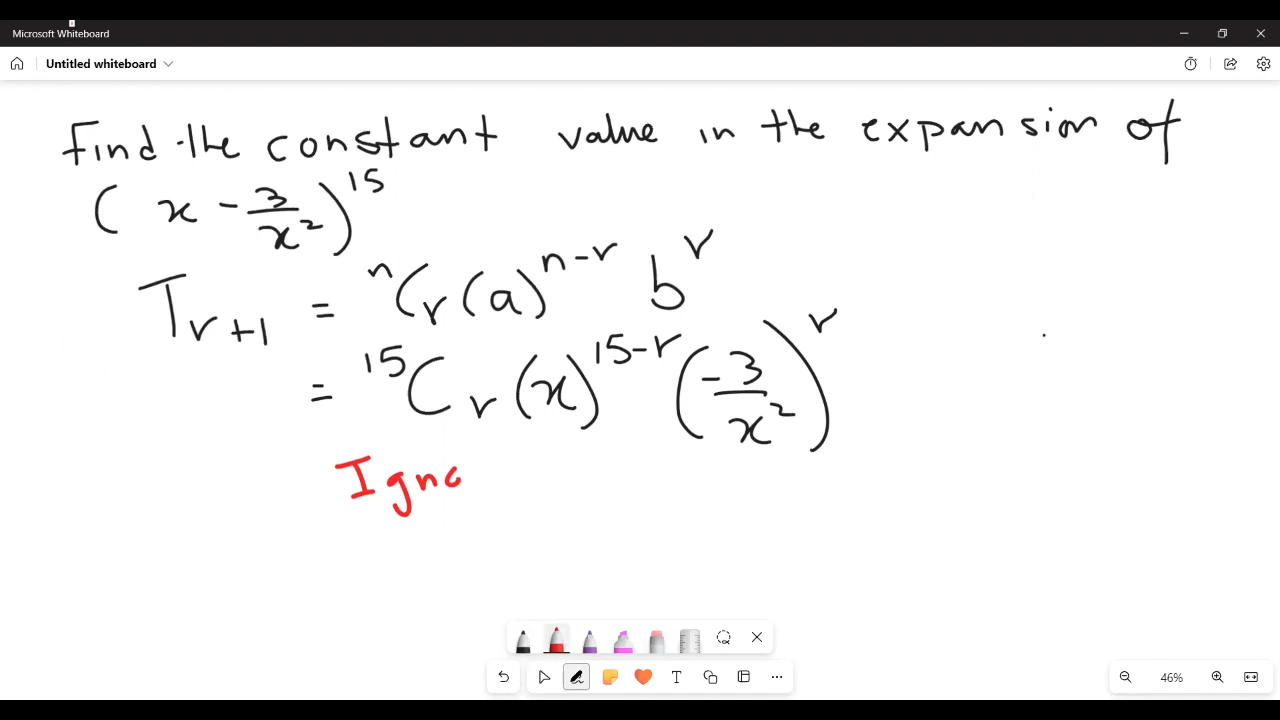 Microsoft Whiteboard
Untitled whiteboard
Find the constant value in the expansion of
(x - 3/x²)¹⁵
Tᵣ₊₁ = ⁿCᵣ(a)ⁿ⁻ʳ bʳ
= ¹⁵Cᵣ(x)¹⁵⁻ʳ(-3/x²)ʳ
Igno
46%